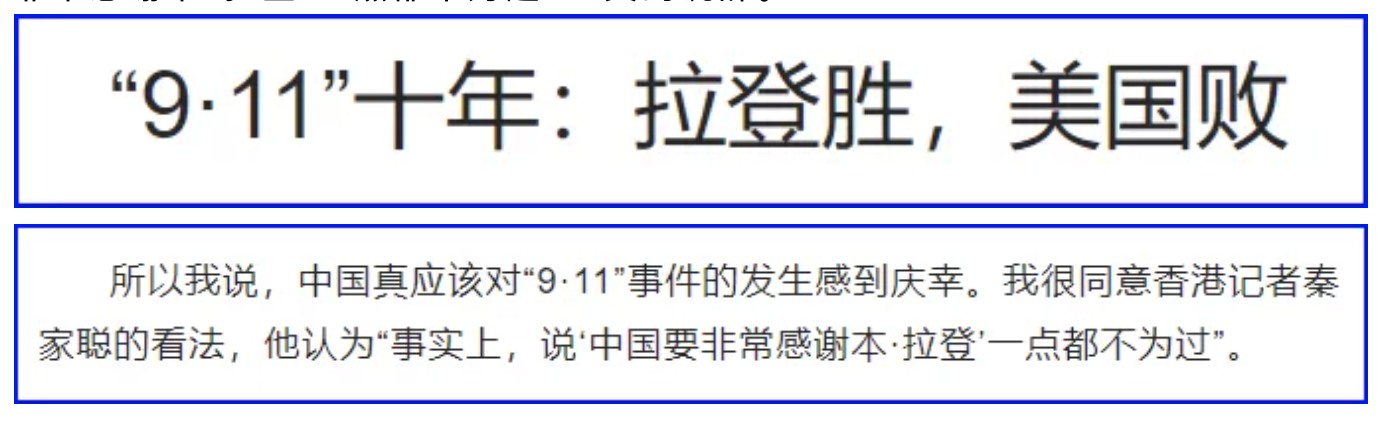 “9·11”十年：拉登胜，美国败
所以我说，中国真应该对“9·11”事件的发生感到庆幸。我很同意香港记者秦
家聪的看法，他认为“事实上，说‘中国要非常感谢本·拉登’一点都不为过”。